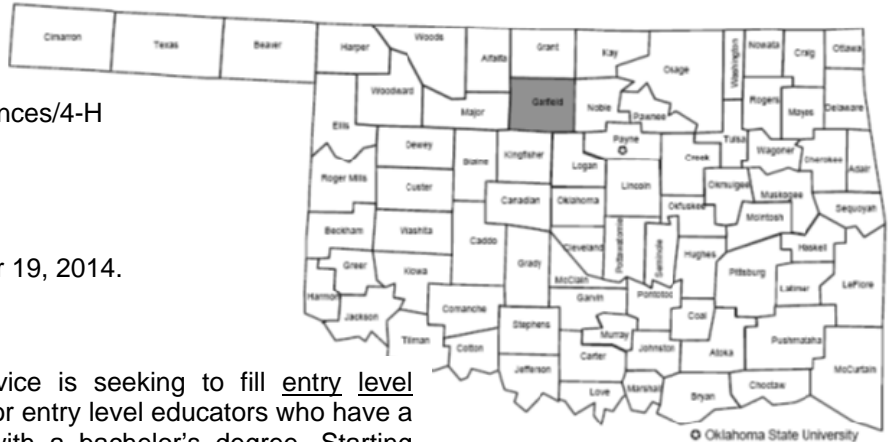 Cimarron
Texas
Beaver
Harper
Woods
Alfalfa
Grant
Kay
Osage
Washington
Nowata
Craig
Ottawa
Woodward
Major
Garfield
Noble
Pawnee
Rogers
Mayes
Delaware
nces/4-H
Ellis
Dewey
Blaine
Kingfisher
Logan
Payne
Creek
Tulsa
Wagoner
Cherokee
Adair
Roger Mills
Custer
Canadian
Oklahoma
Lincoln
Okfuskee
Okmulgee
Muskogee
McIntosh
Sequoyah
Beckham
Washita
Caddo
Cleveland
Pottawatomie
Seminole
Hughes
Pittsburg
Haskell
r 19, 2014.
Greer
Kiowa
Grady
McClain
Latimer
LeFlore
Harmon
Jackson
Comanche
Garvin
Pontotoc
Coal
Tillman
Cotton
Stephens
Murray
Johnston
Atoka
Pushmataha
McCurtain
Jefferson
Carter
Love
Marshall
Bryan
Choctaw
vice is seeking to fill entry level
or entry level educators who have a
with a bachelor's degree. Starting
Oklahoma State University